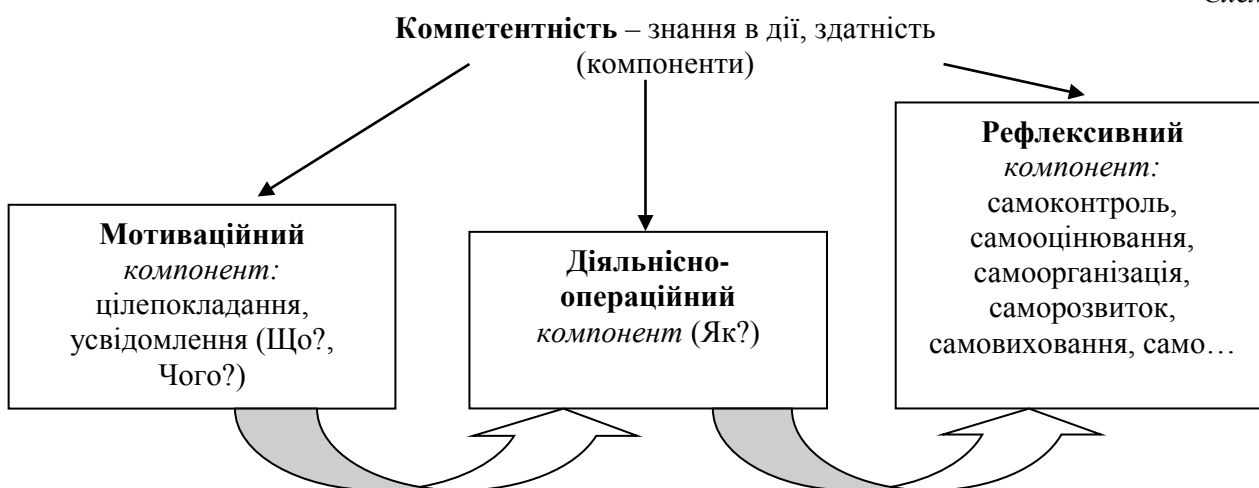 Компетентність – знання в дії, здатність
(компоненти)
Мотиваційний
компонент:
цілепокладання,
усвідомлення (Що?,
Чого?)
Діяльнісно-
операційний
компонент (Як?)
Рефлексивний
компонент:
самоконтроль,
самооцінювання,
самоорганізація,
саморозвиток,
самовиховання, само…